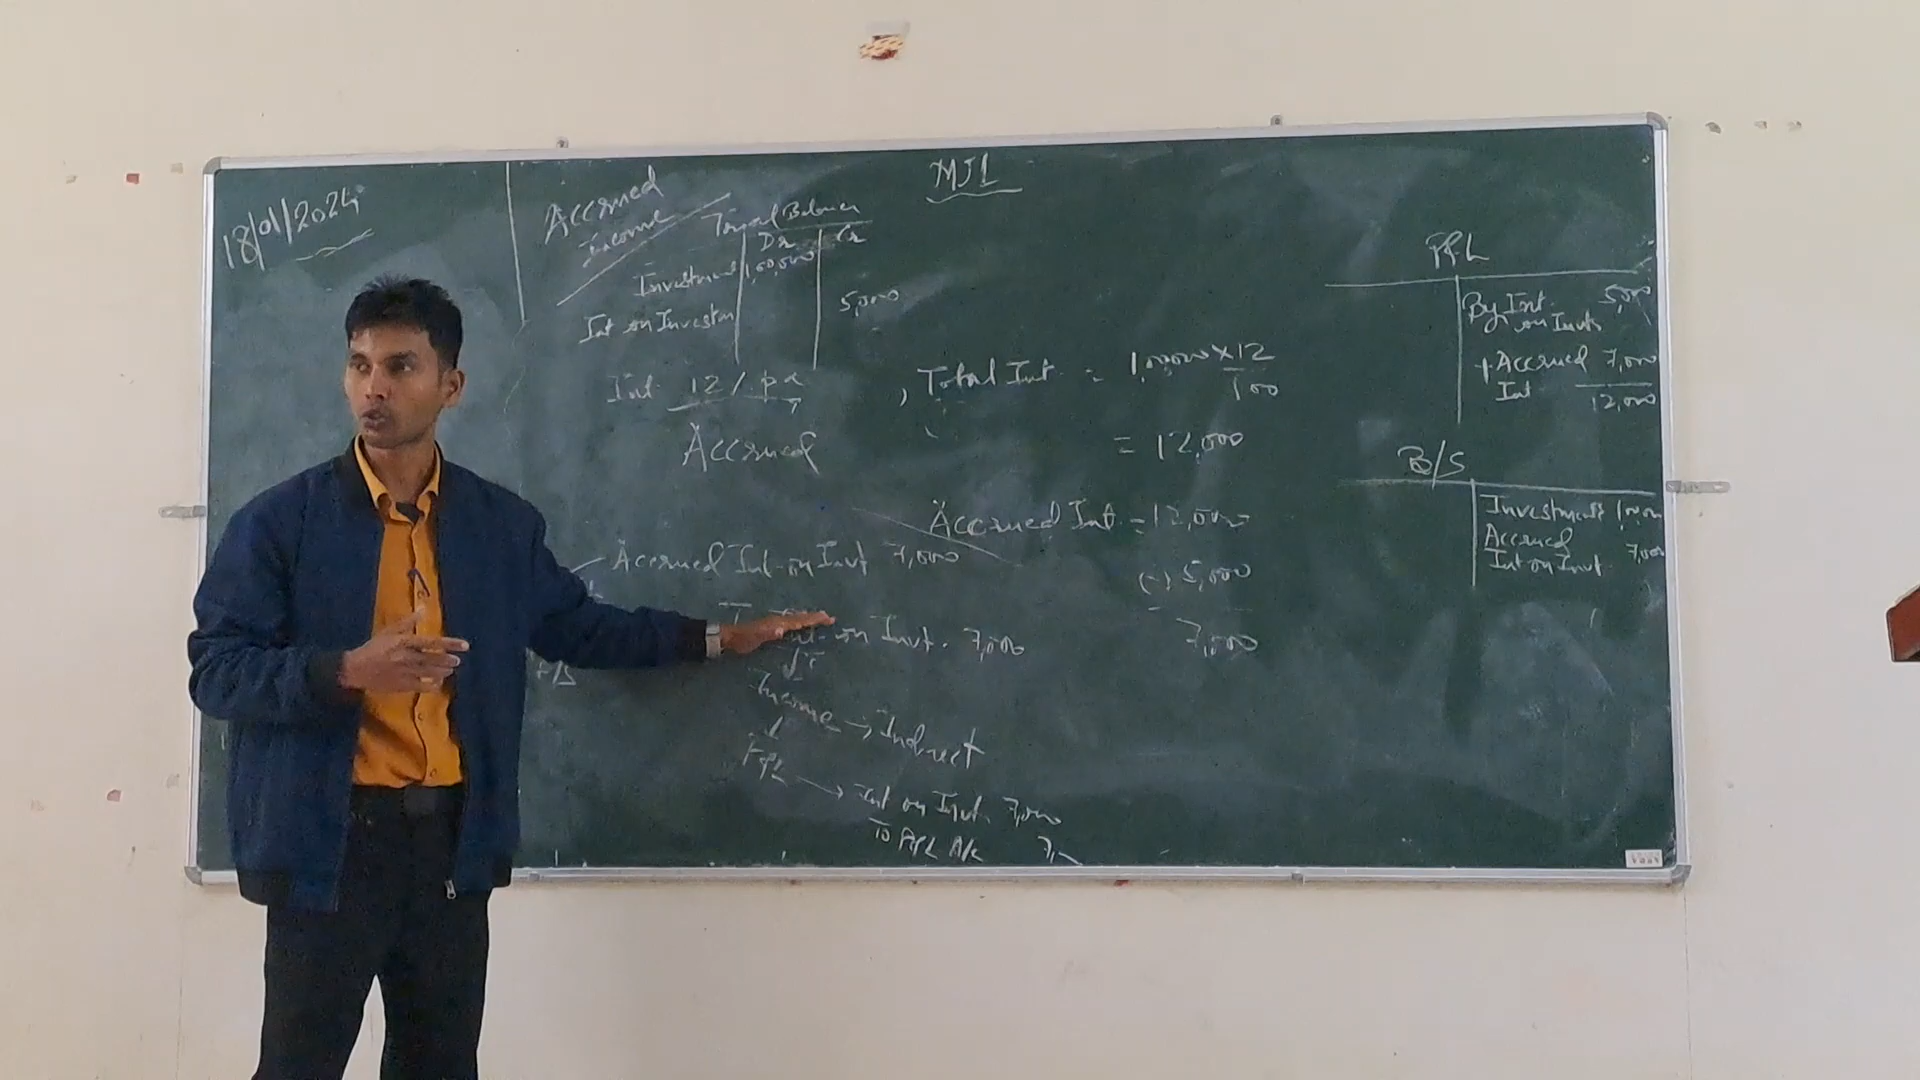 18/01/2024
MJL
Accrued
Income
Trial Balance
Dr Cr
Investment 1,00,000
Int on Investm 5,000
Int 12% pa
Accrued
Total Int = 1,00,000 × 12
100
= 12,000
Accrued Int = 12,000
(-) 5,000
7,000
Accrued Int on Invt 7,000
on Invt. 7,000
Income → Indirect
P&L → Int on Invt 7,000
To P&L A/c 7,
P&L
By Int 5,000
on Invt
+ Accrued 7,000
Int 12,000
B/S
Investment 1,00,000
Accrued
Int on Invt 7,000